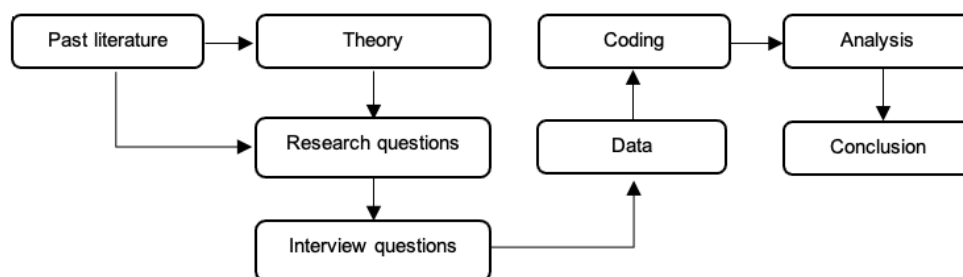 Past literature
Theory
Coding
Analysis
Research questions
Data
Conclusion
Interview questions